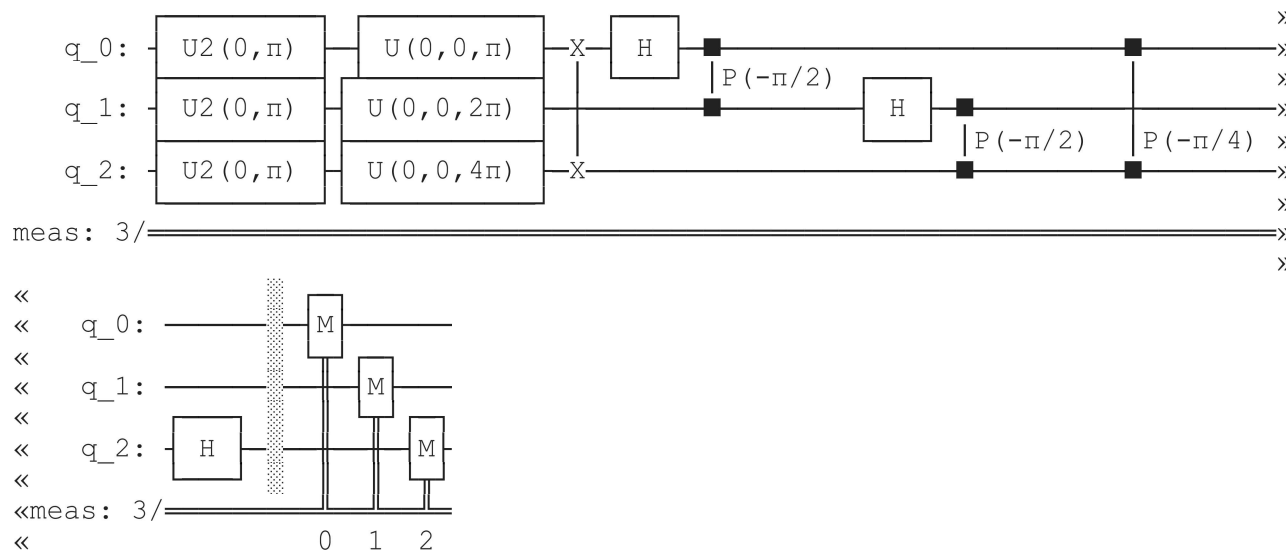 »
q_0: U2(0,π) U(0,0,π) X H »
P(-π/2) »
q_1: U2(0,π) U(0,0,2π) H »
P(-π/2) P(-π/4) »
q_2: U2(0,π) U(0,0,4π) X »
»
meas: 3/ »
»
«
« q_0: M
«
« q_1: M
«
« q_2: H M
«
«meas: 3/
« 0 1 2